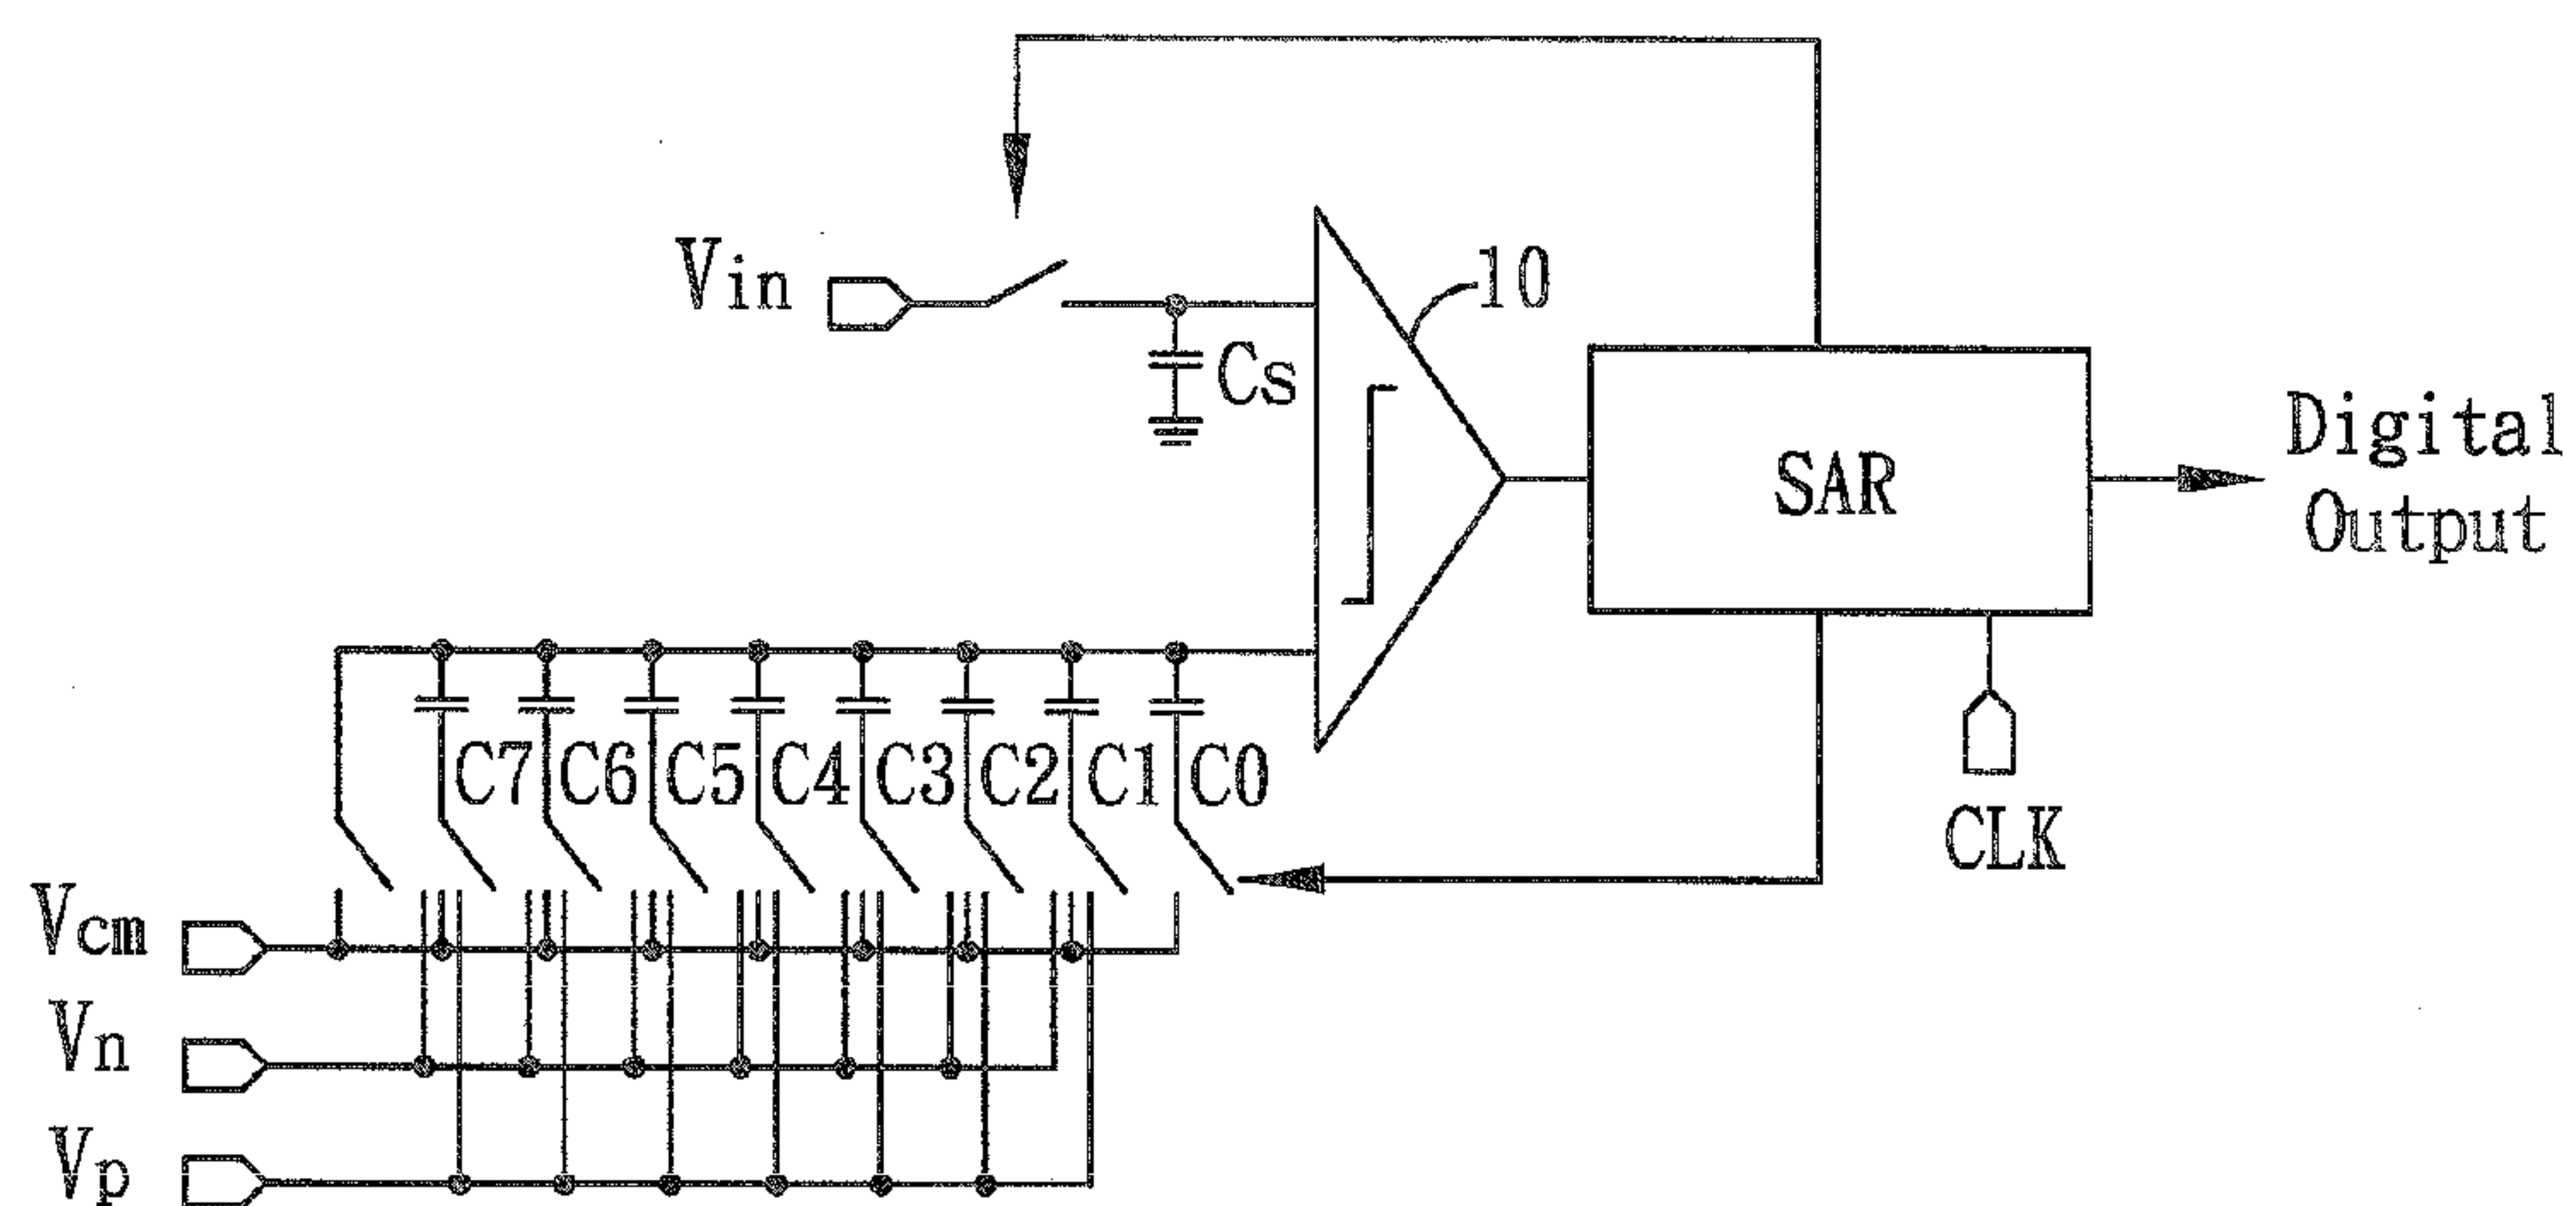 Vin
10
Cs
SAR
Digital
Output
C7 C6 C5 C4 C3 C2 C1 C0
CLK
Vcm
Vn
Vp